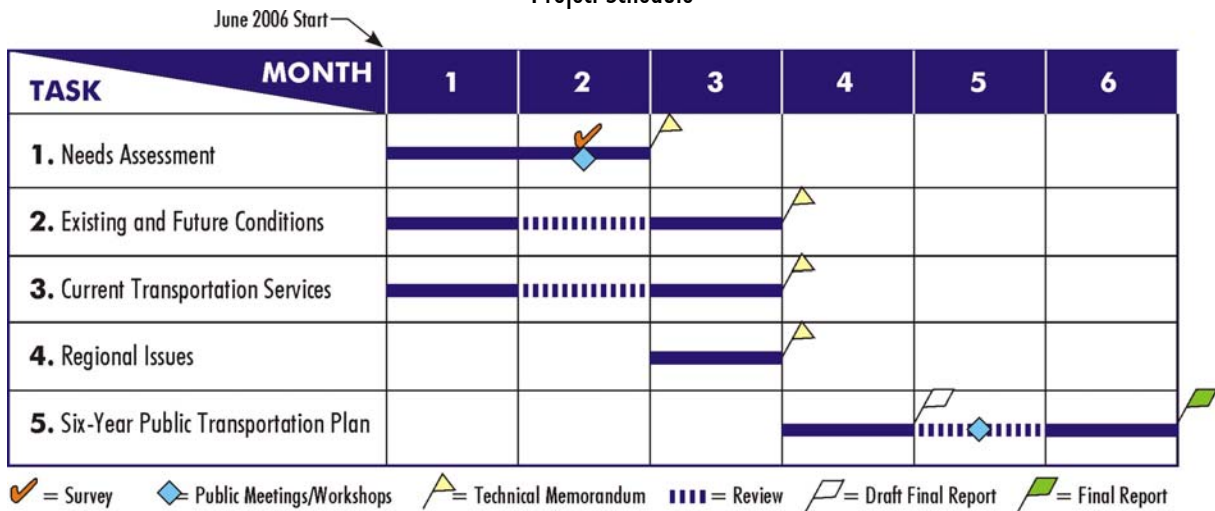 Project Schedule
June 2006 Start
MONTH
TASK
1 2 3 4 5 6
1. Needs Assessment
2. Existing and Future Conditions
3. Current Transportation Services
4. Regional Issues
5. Six-Year Public Transportation Plan
= Survey = Public Meetings/Workshops = Technical Memorandum = Review = Draft Final Report = Final Report